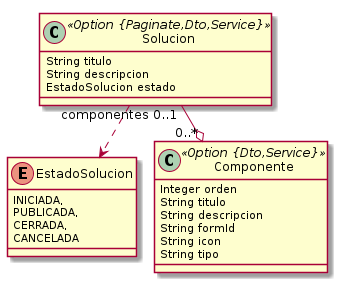 C «Option {Paginate,Dto,Service}»
Solucion
String titulo
String descripcion
EstadoSolucion estado
componentes 0..1
0..*
E EstadoSolucion
INICIADA,
PUBLICADA,
CERRADA,
CANCELADA
C «Option {Dto,Service}»
Componente
Integer orden
String titulo
String descripcion
String formId
String icon
String tipo